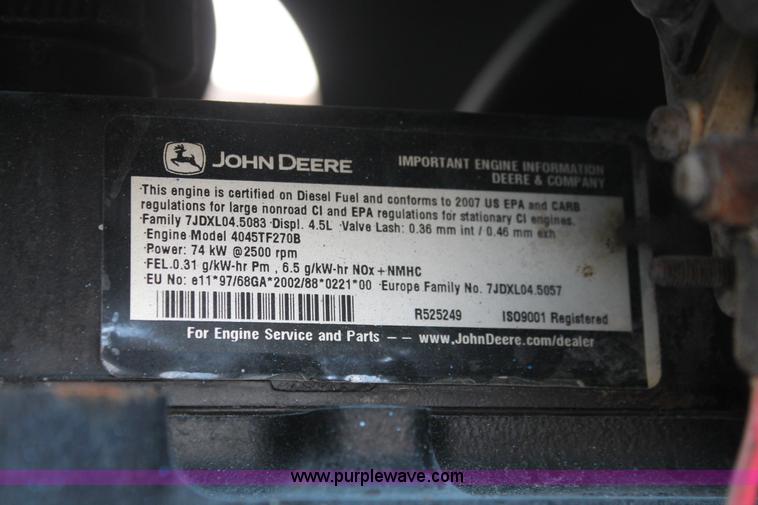 JOHN DEERE
IMPORTANT ENGINE INFORMATION
DEERE & COMPANY
This engine is certified on Diesel Fuel and conforms to 2007 US EPA and CARB
regulations for large nonroad CI and EPA regulations for stationary CI engines.
Family 7JDXL04.5083 Displ. 4.5L Valve Lash: 0.36 mm int / 0.46 mm exh
Engine Model 4045TF270B
Power: 74 kW @2500 rpm
FEL.0.31 g/kW-hr Pm , 6.5 g/kW-hr NOx+NMHC
EU No: e11*97/68GA*2002/88*0221*00 Europe Family No. 7JDXL04.5057
R525249 ISO9001 Registered
For Engine Service and Parts -- www.JohnDeere.com/dealer
www.purplewave.com